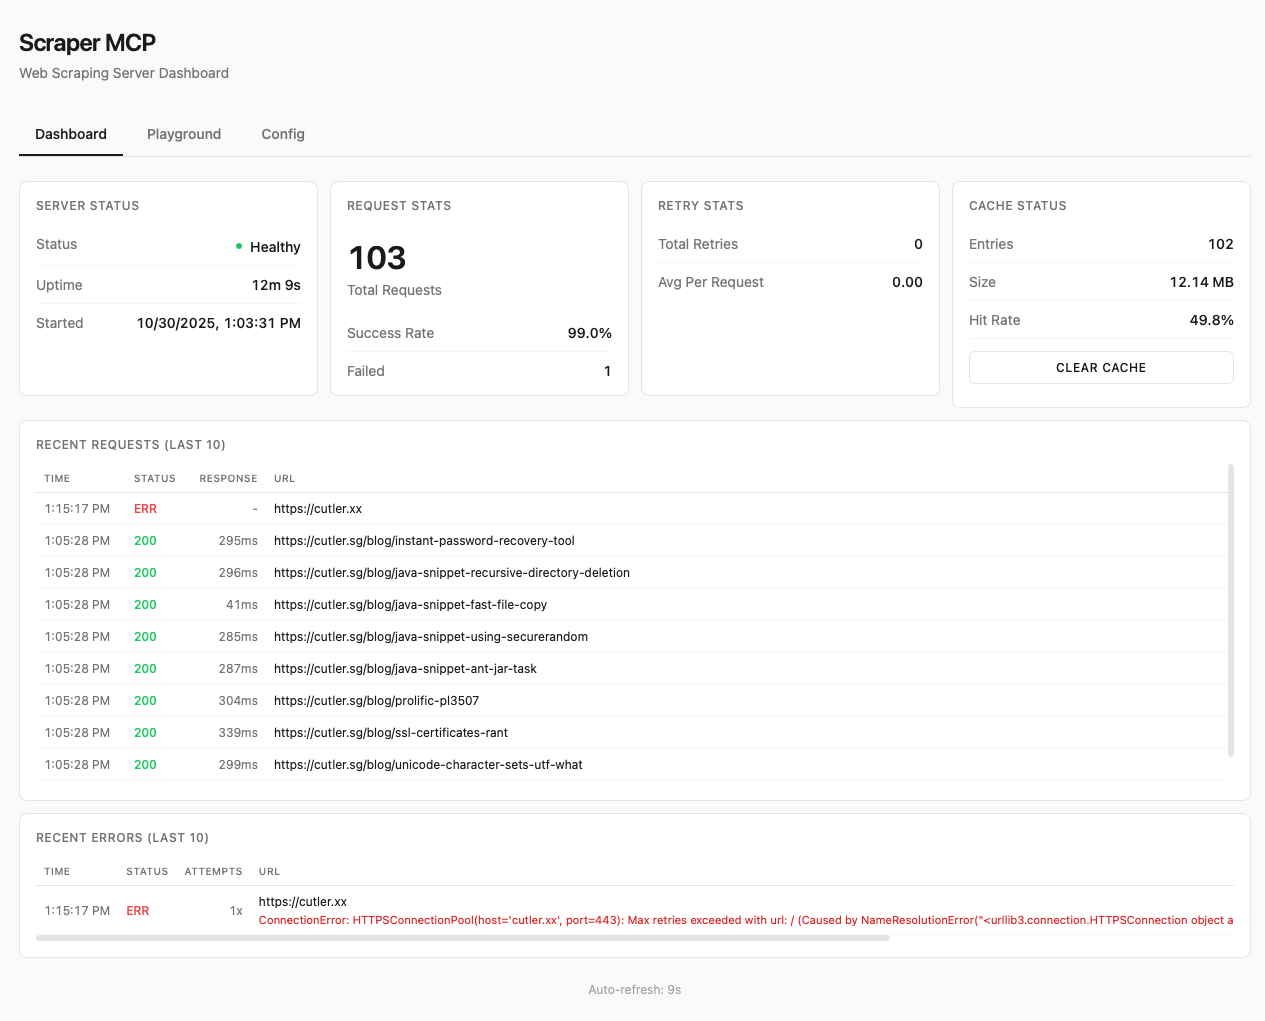 Scraper MCP
Web Scraping Server Dashboard
Dashboard Playground Config
SERVER STATUS
Status Healthy
Uptime 12m 9s
Started 10/30/2025, 1:03:31 PM
REQUEST STATS
103
Total Requests
Success Rate 99.0%
Failed 1
RETRY STATS
Total Retries 0
Avg Per Request 0.00
CACHE STATUS
Entries 102
Size 12.14 MB
Hit Rate 49.8%
CLEAR CACHE
RECENT REQUESTS (LAST 10)
TIME STATUS RESPONSE URL
1:15:17 PM ERR - https://cutler.xx
1:05:28 PM 200 295ms https://cutler.sg/blog/instant-password-recovery-tool
1:05:28 PM 200 296ms https://cutler.sg/blog/java-snippet-recursive-directory-deletion
1:05:28 PM 200 41ms https://cutler.sg/blog/java-snippet-fast-file-copy
1:05:28 PM 200 285ms https://cutler.sg/blog/java-snippet-using-securerandom
1:05:28 PM 200 287ms https://cutler.sg/blog/java-snippet-ant-jar-task
1:05:28 PM 200 304ms https://cutler.sg/blog/prolific-pl3507
1:05:28 PM 200 339ms https://cutler.sg/blog/ssl-certificates-rant
1:05:28 PM 200 299ms https://cutler.sg/blog/unicode-character-sets-utf-what
RECENT ERRORS (LAST 10)
TIME STATUS ATTEMPTS URL
1:15:17 PM ERR 1x https://cutler.xx
ConnectionError: HTTPSConnectionPool(host='cutler.xx', port=443): Max retries exceeded with url: / (Caused by NameResolutionError("<urllib3.connection.HTTPSConnection object a
Auto-refresh: 9s